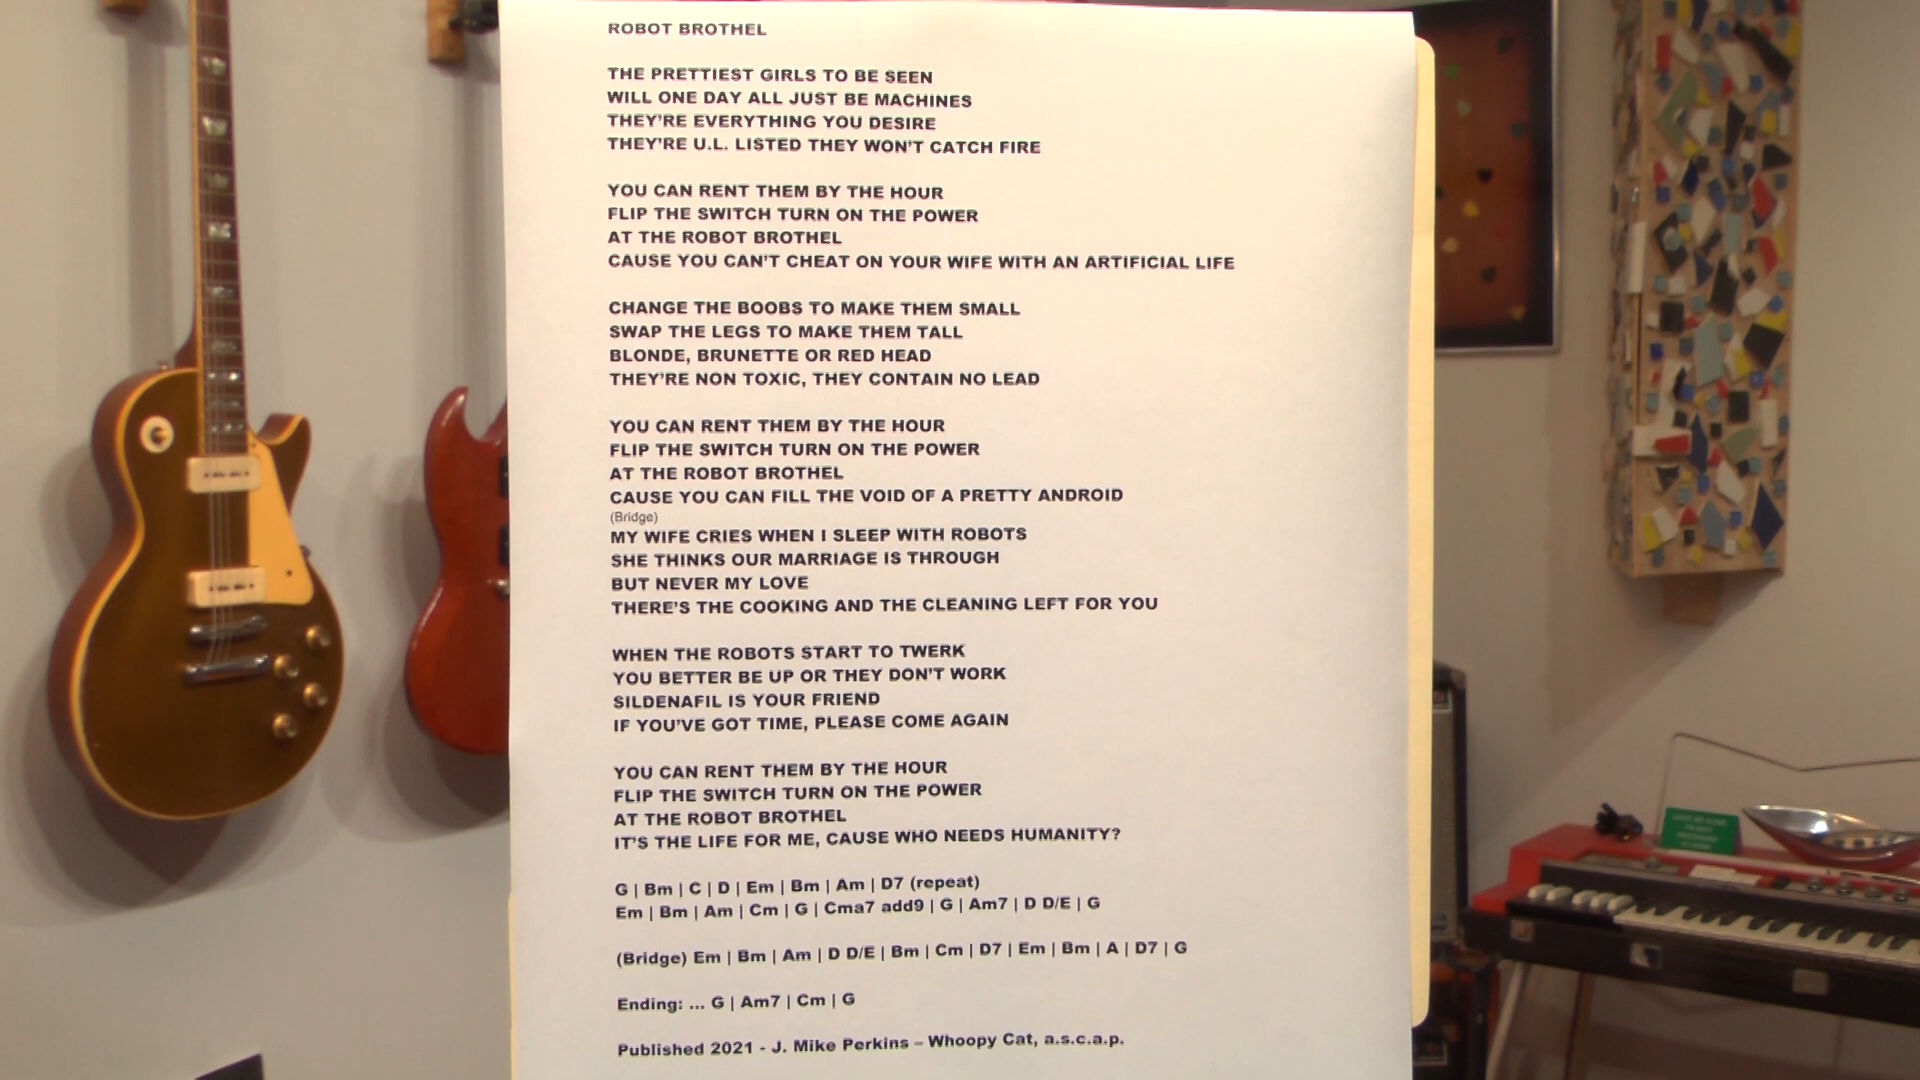 ROBOT BROTHEL
THE PRETTIEST GIRLS TO BE SEEN
WILL ONE DAY ALL JUST BE MACHINES
THEY'RE EVERYTHING YOU DESIRE
THEY'RE U.L. LISTED THEY WON'T CATCH FIRE
YOU CAN RENT THEM BY THE HOUR
FLIP THE SWITCH TURN ON THE POWER
AT THE ROBOT BROTHEL
CAUSE YOU CAN'T CHEAT ON YOUR WIFE WITH AN ARTIFICIAL LIFE
CHANGE THE BOOBS TO MAKE THEM SMALL
SWAP THE LEGS TO MAKE THEM TALL
BLONDE, BRUNETTE OR RED HEAD
THEY'RE NON TOXIC, THEY CONTAIN NO LEAD
YOU CAN RENT THEM BY THE HOUR
FLIP THE SWITCH TURN ON THE POWER
AT THE ROBOT BROTHEL
CAUSE YOU CAN FILL THE VOID OF A PRETTY ANDROID
(Bridge)
MY WIFE CRIES WHEN I SLEEP WITH ROBOTS
SHE THINKS OUR MARRIAGE IS THROUGH
BUT NEVER MY LOVE
THERE'S THE COOKING AND THE CLEANING LEFT FOR YOU
WHEN THE ROBOTS START TO TWERK
YOU BETTER BE UP OR THEY DON'T WORK
SILDENAFIL IS YOUR FRIEND
IF YOU'VE GOT TIME, PLEASE COME AGAIN
YOU CAN RENT THEM BY THE HOUR
FLIP THE SWITCH TURN ON THE POWER
AT THE ROBOT BROTHEL
IT'S THE LIFE FOR ME, CAUSE WHO NEEDS HUMANITY?
G | Bm | C | D | Em | Bm | Am | D7 (repeat)
Em | Bm | Am | Cm | G | Cma7 add9 | G | Am7 | D D/E | G
(Bridge) Em | Bm | Am | D D/E | Bm | Cm | D7 | Em | Bm | A | D7 | G
Ending: ... G | Am7 | Cm | G
Published 2021 - J. Mike Perkins – Whoopy Cat, a.s.c.a.p.